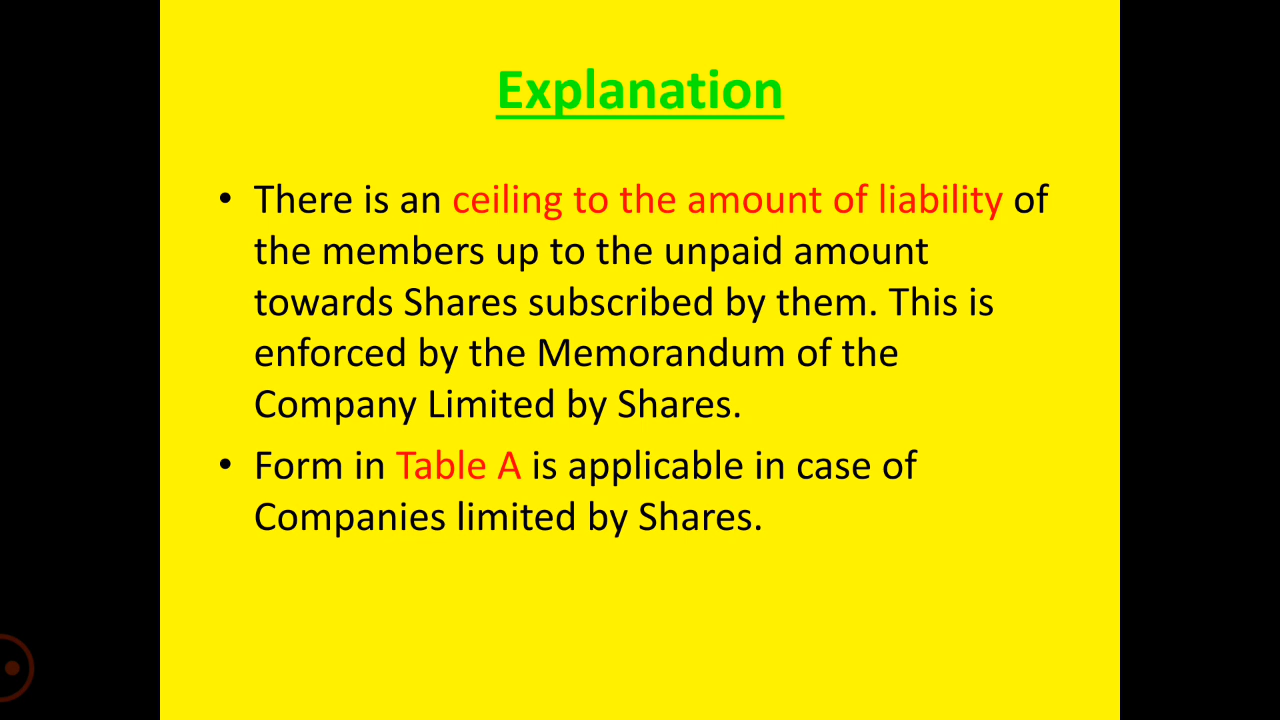 Explanation
• There is an ceiling to the amount of liability of
the members up to the unpaid amount
towards Shares subscribed by them. This is
enforced by the Memorandum of the
Company Limited by Shares.
• Form in Table A is applicable in case of
Companies limited by Shares.